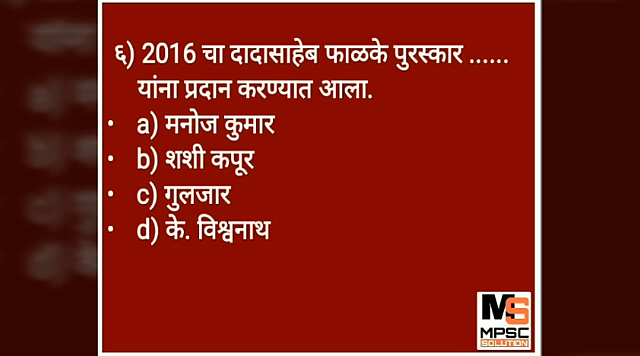 ६) 2016 चा दादासाहेब फाळके पुरस्कार ......
यांना प्रदान करण्यात आला.
• a) मनोज कुमार
• b) शशी कपूर
• c) गुलजार
• d) के. विश्वनाथ
MS
MPSC
SOLUTION